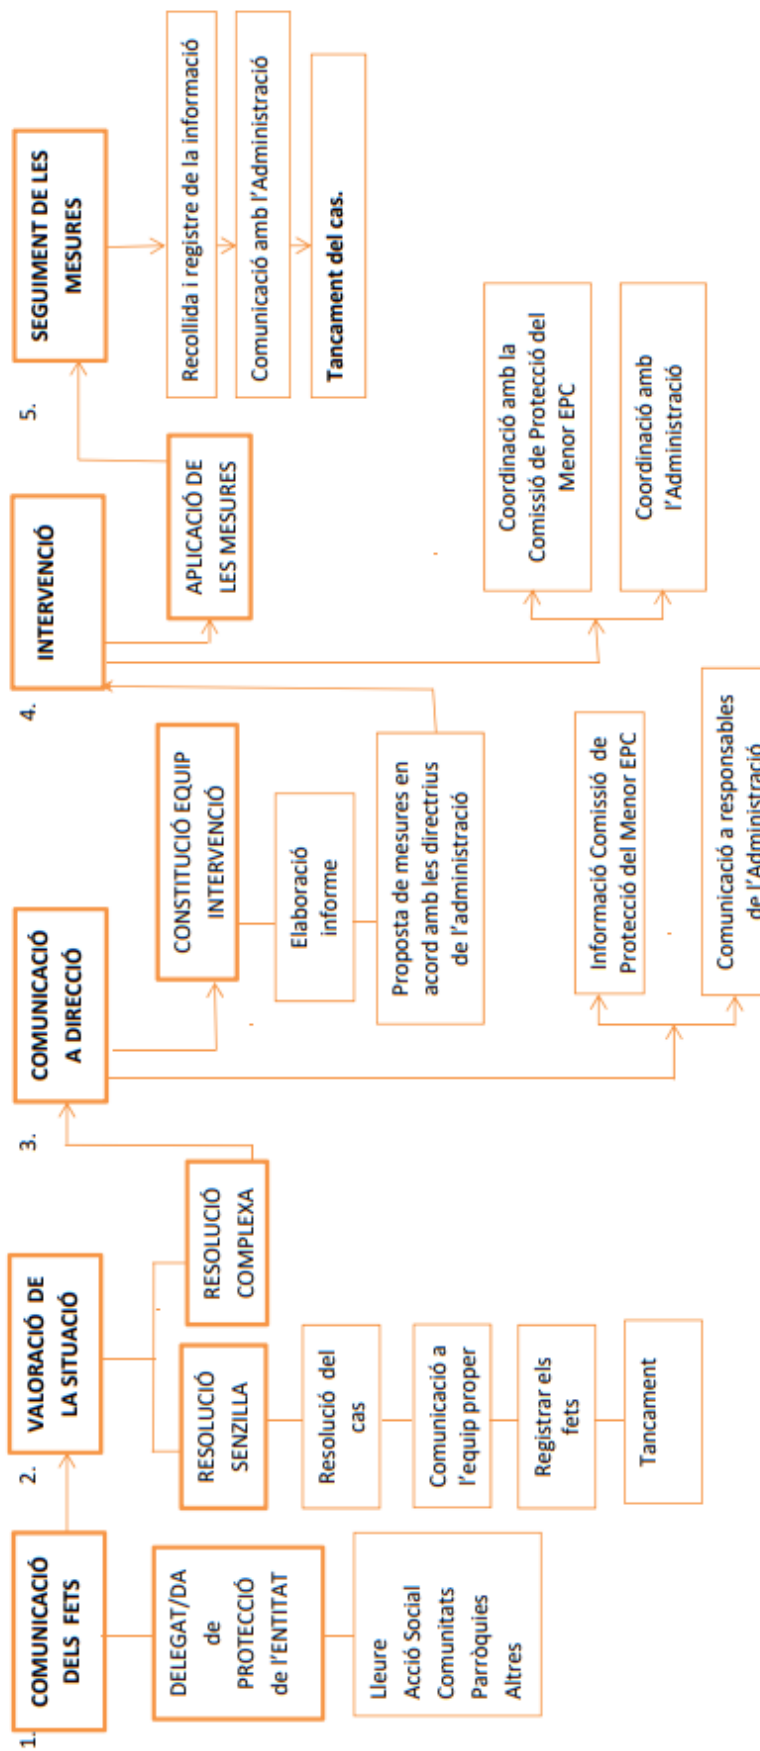 1.
COMUNICACIÓ
DELS FETS
DELEGAT/DA
de
PROTECCIÓ
de l'ENTITAT
Lleure
Acció Social
Comunitats
Parròquies
Altres
2.
VALORACIÓ DE
LA SITUACIÓ
RESOLUCIÓ
SENZILLA
Resolució del
cas
Comunicació a
l'equip proper
Registrar els
fets
Tancament
RESOLUCIÓ
COMPLEXA
3.
COMUNICACIÓ
A DIRECCIÓ
CONSTITUCIÓ EQUIP
INTERVENCIÓ
Elaboració
informe
Proposta de mesures en
acord amb les directrius
de l'administració
Informació Comissió de
Protecció del Menor EPC
Comunicació a responsables
de l'Administració
4.
INTERVENCIÓ
APLICACIÓ DE
LES MESURES
Coordinació amb la
Comissió de Protecció del
Menor EPC
Coordinació amb
l'Administració
5.
SEGUIMENT DE LES
MESURES
Recollida i registre de la informació
Comunicació amb l'Administració
Tancament del cas.